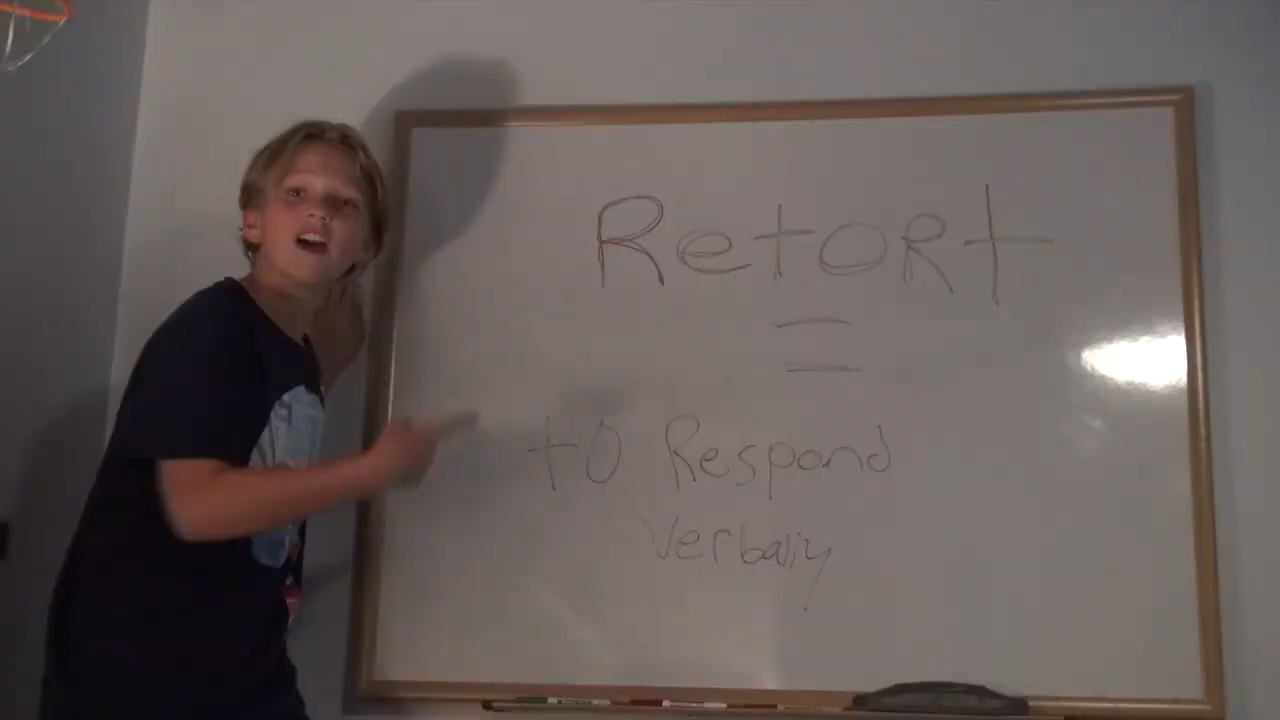 Retort
=
to Respond
Verbally